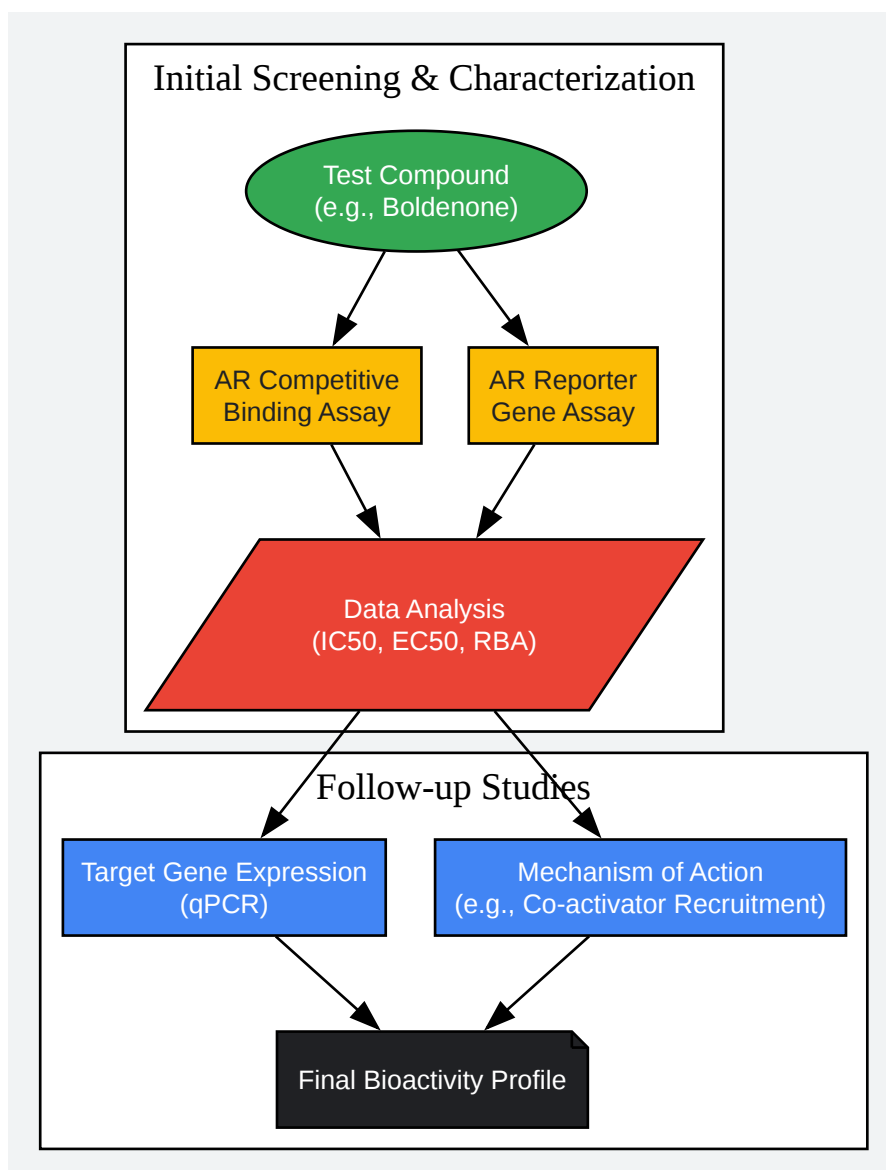 Initial Screening & Characterization
Test Compound
(e.g., Boldenone)
AR Competitive
Binding Assay
AR Reporter
Gene Assay
Data Analysis
(IC50, EC50, RBA)
Follow-up Studies
Target Gene Expression
(qPCR)
Mechanism of Action
(e.g., Co-activator Recruitment)
Final Bioactivity Profile